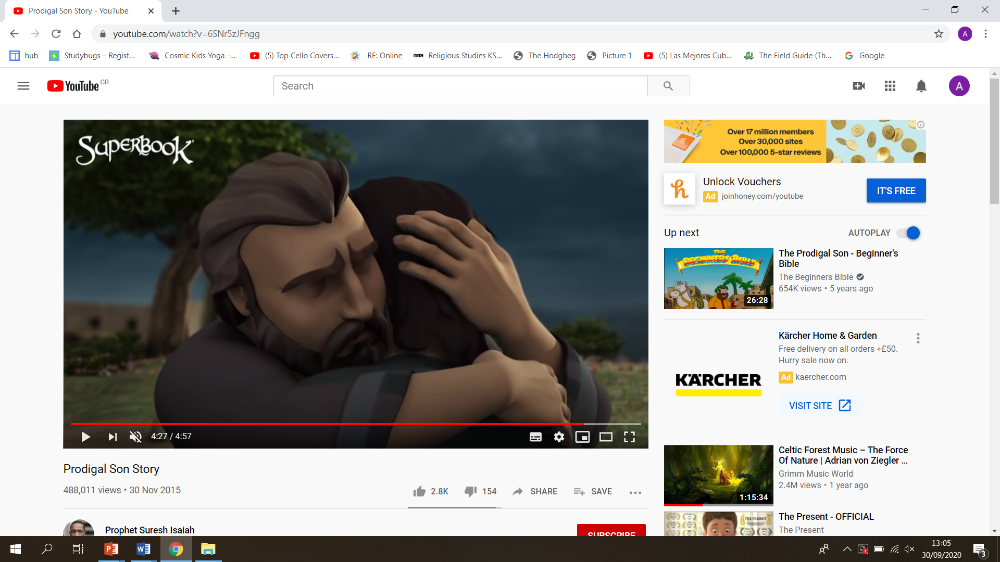 Prodigal Son Story - YouTube
youtube.com/watch?v=6SNr5zJFngg
A
hub
Studybugs – Regist...
Cosmic Kids Yoga -...
(5) Top Cello Covers...
RE: Online
BBC
Religious Studies KS...
The Hodgheg
Picture 1
(5) Las Mejores Cub...
The Field Guide (Th...
Google
YouTube GB
Search
A
SUPERBOOK
4:27 / 4:57
Prodigal Son Story
488,011 views • 30 Nov 2015
2.8K
154
SHARE
SAVE
Prophet Suresh Isaiah
SUBSCRIBE
Over 17 million members
Over 30,000 sites
Over 100,000 5-star reviews
h
Unlock Vouchers
Ad joinhoney.com/youtube
IT'S FREE
Up next
AUTOPLAY
THE
BEGINNERS BIBLE
26:28
The Prodigal Son - Beginner's
Bible
The Beginners Bible
654K views • 5 years ago
KÄRCHER
Kärcher Home & Garden
Free delivery on all orders +£50.
Hurry sale now on.
Ad kaercher.com
VISIT SITE
1:15:34
Celtic Forest Music – The Force
Of Nature | Adrian von Ziegler ...
Grimm Music World
2.4M views • 1 year ago
THE PRESENT
The Present - OFFICIAL
The Present
13:05
30/09/2020
3